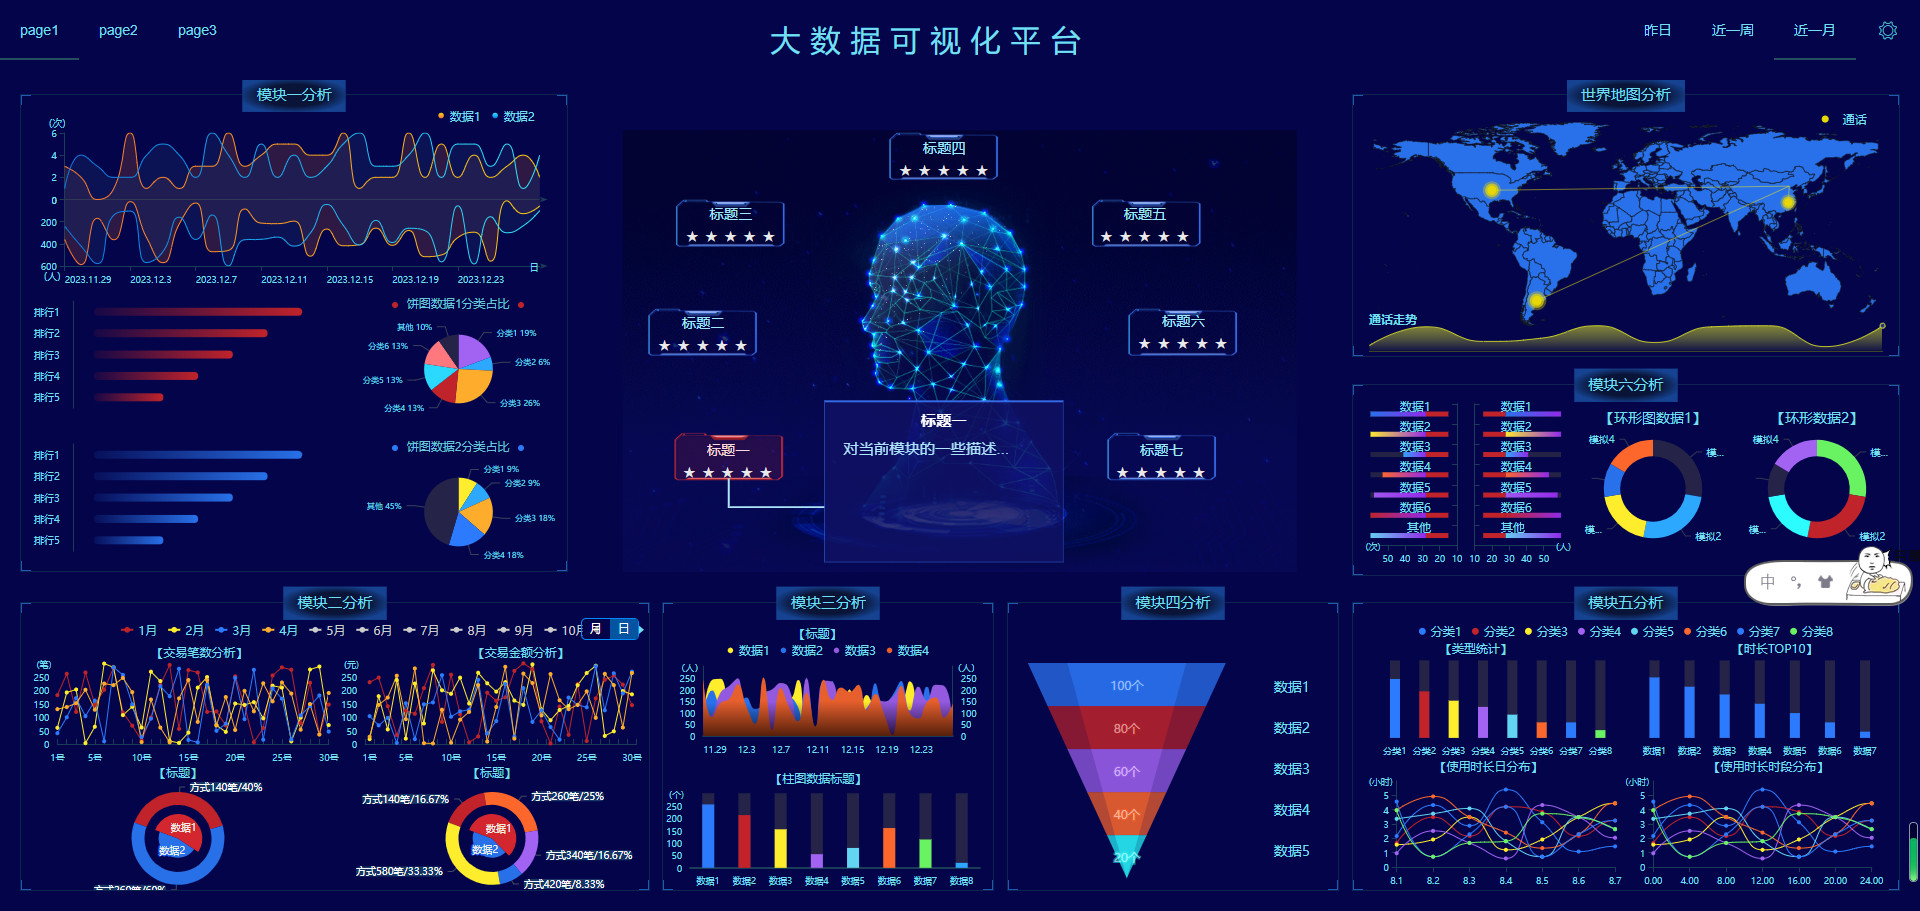 page1 page2 page3
大数据可视化平台
昨日 近一周 近一月
模块一分析
数据1 数据2
(次)
6
4
2
0
200
400
600
(人)
日
2023.11.29 2023.12.3 2023.12.7 2023.12.11 2023.12.15 2023.12.19 2023.12.23
排行1
排行2
排行3
排行4
排行5
饼图数据1分类占比
其他 10%
分类1 19%
分类6 13%
分类2 6%
分类5 13%
分类3 26%
分类4 13%
排行1
排行2
排行3
排行4
排行5
饼图数据2分类占比
分类1 9%
分类2 9%
其他 45%
分类3 18%
分类4 18%
标题四
★ ★ ★ ★ ★
标题三
★ ★ ★ ★ ★
标题五
★ ★ ★ ★ ★
标题二
★ ★ ★ ★ ★
标题六
★ ★ ★ ★ ★
标题一
★ ★ ★ ★ ★
标题七
★ ★ ★ ★ ★
标题一
对当前模块的一些描述...
世界地图分析
通话
通话走势
模块六分析
数据1 数据1
数据2 数据2
数据3 数据3
数据4 数据4
数据5 数据5
数据6 数据6
其他 其他
(次) (人)
50 40 30 20 10 10 20 30 40 50
【环形图数据1】
模拟4
模...
模...
模拟2
【环形数据2】
模拟4
模...
模...
模拟2
中 °,
模块二分析
1月 2月 3月 4月 5月 6月 7月 8月 9月 10月
月 日
【交易笔数分析】
(笔)
250
200
150
100
50
0
1号 5号 10号 15号 20号 25号 30号
【交易金额分析】
(元)
250
200
150
100
50
0
1号 5号 10号 15号 20号 25号 30号
【标题】
方式140笔/40%
数据1
数据2
方式260笔/60%
【标题】
方式140笔/16.67%
方式260笔/25%
数据1
数据2
方式340笔/16.67%
方式580笔/33.33%
方式420笔/8.33%
模块三分析
【标题】
数据1 数据2 数据3 数据4
(人) (人)
250 250
200 200
150 150
100 100
50 50
0 0
11.29 12.3 12.7 12.11 12.15 12.19 12.23
【柱图数据标题】
(个)
250
200
150
100
50
0
数据1 数据2 数据3 数据4 数据5 数据6 数据7 数据8
模块四分析
100个 数据1
80个 数据2
60个 数据3
40个 数据4
20个 数据5
模块五分析
分类1 分类2 分类3 分类4 分类5 分类6 分类7 分类8
【类型统计】
分类1 分类2 分类3 分类4 分类5 分类6 分类7 分类8
【时长TOP10】
数据1 数据2 数据3 数据4 数据5 数据6 数据7
【使用时长日分布】
(小时)
5
4
3
2
1
0
8.1 8.2 8.3 8.4 8.5 8.6 8.7
【使用时长时段分布】
(小时)
5
4
3
2
1
0
0.00 4.00 8.00 12.00 16.00 20.00 24.00